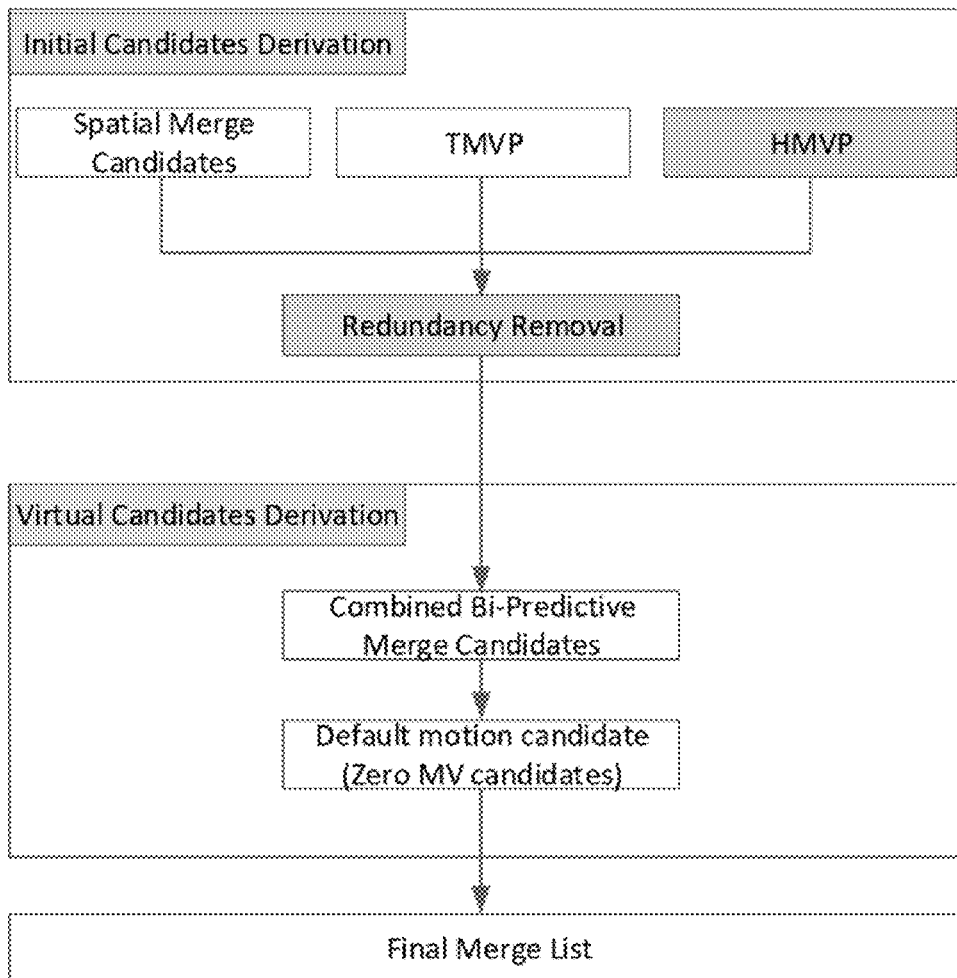 Initial Candidates Derivation
Spatial Merge
Candidates
TMVP
HMVP
Redundancy Removal
Virtual Candidates Derivation
Combined Bi-Predictive
Merge Candidates
Default motion candidate
(Zero MV candidates)
Final Merge List